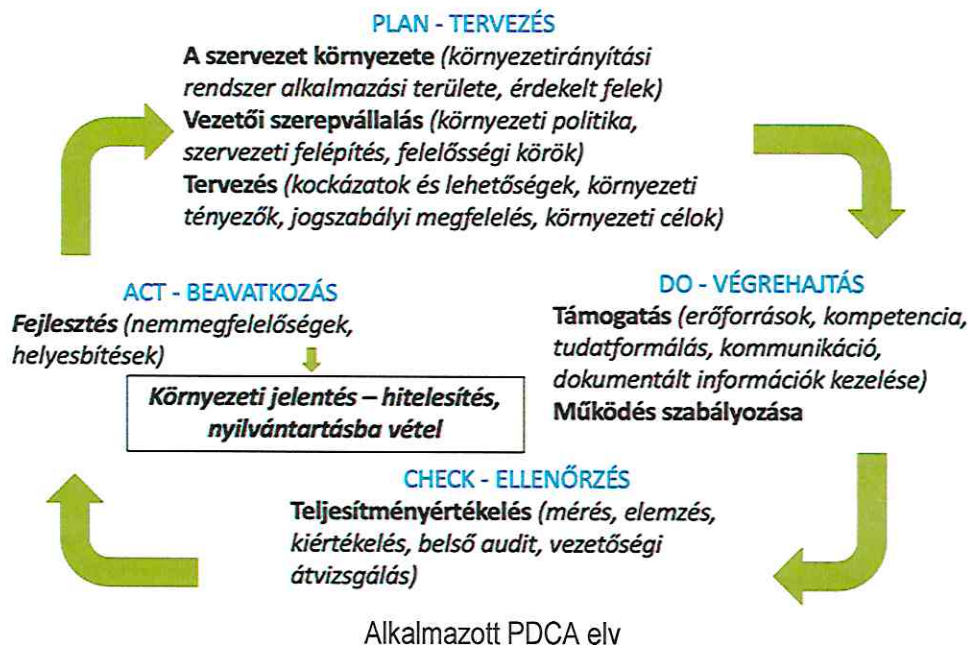 PLAN - TERVEZÉS
A szervezet környezete (környezetirányítási
rendszer alkalmazási területe, érdekelt felek)
Vezetői szerepvállalás (környezeti politika,
szervezeti felépítés, felelősségi körök)
Tervezés (kockázatok és lehetőségek, környezeti
tényezők, jogszabályi megfelelés, környezeti célok)
DO - VÉGREHAJTÁS
Támogatás (erőforrások, kompetencia,
tudatformálás, kommunikáció,
dokumentált információk kezelése)
Működés szabályozása
CHECK - ELLENŐRZÉS
Teljesítményértékelés (mérés, elemzés,
kiértékelés, belső audit, vezetőségi
átvizsgálás)
ACT - BEAVATKOZÁS
Fejlesztés (nemmegfelelőségek,
helyesbítések)
Környezeti jelentés – hitelesítés,
nyilvántartásba vétel
Alkalmazott PDCA elv